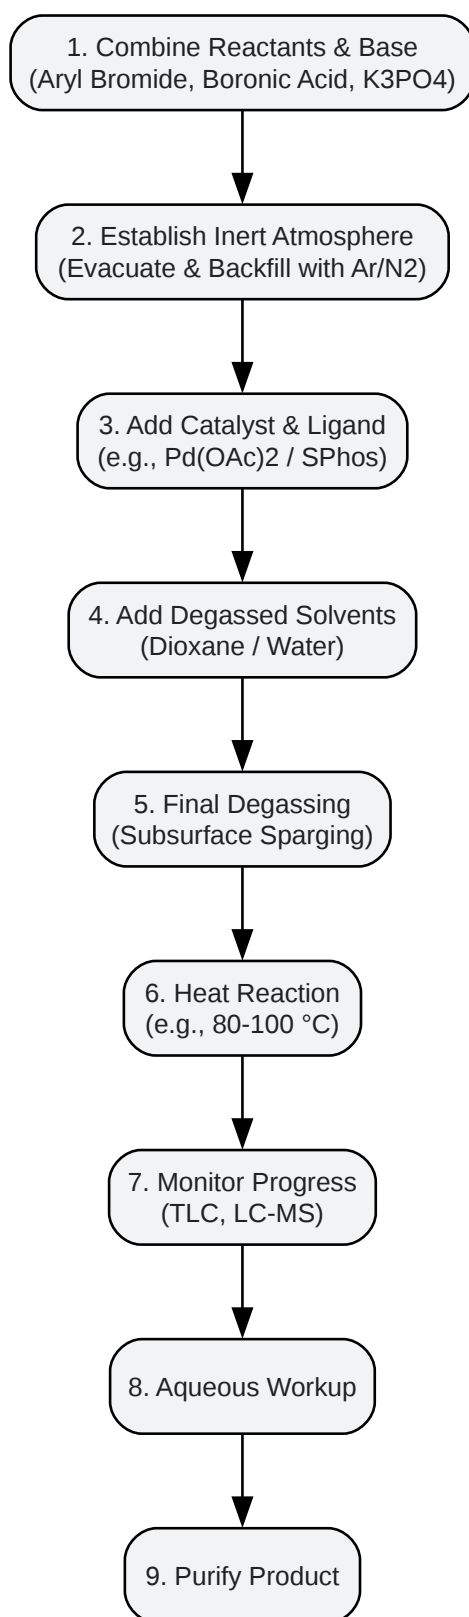 1. Combine Reactants & Base
(Aryl Bromide, Boronic Acid, K3PO4)
2. Establish Inert Atmosphere
(Evacuate & Backfill with Ar/N2)
3. Add Catalyst & Ligand
(e.g., Pd(OAc)2 / SPhos)
4. Add Degassed Solvents
(Dioxane / Water)
5. Final Degassing
(Subsurface Sparging)
6. Heat Reaction
(e.g., 80-100 °C)
7. Monitor Progress
(TLC, LC-MS)
8. Aqueous Workup
9. Purify Product